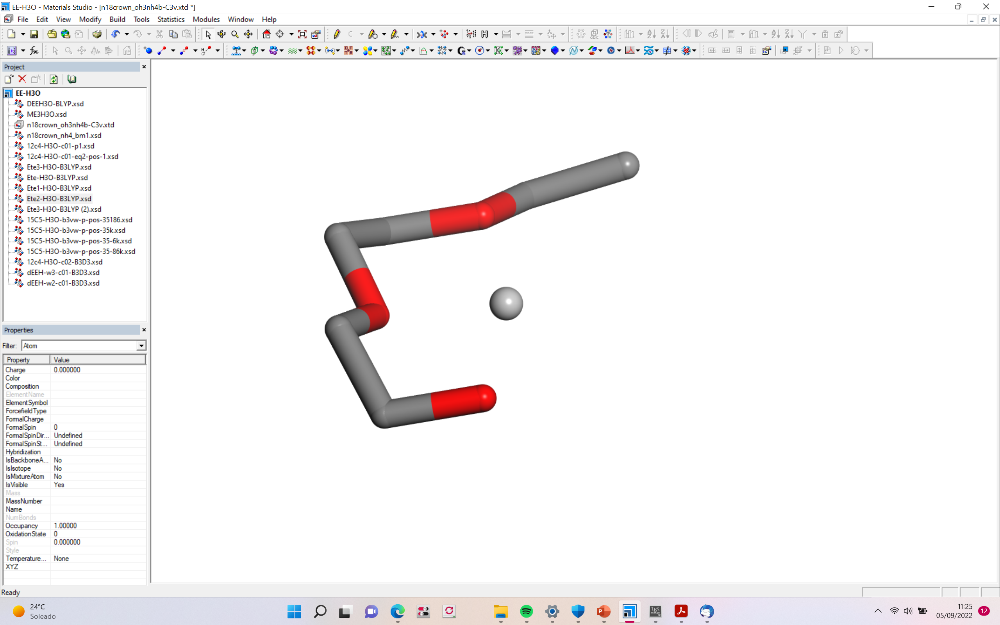 EE-H3O - Materials Studio - [n18crown_oh3nh4b-C3v.xtd *]
File Edit View Modify Build Tools Statistics Modules Window Help
Project
EE-H3O
DEEH3O-BLYP.xsd
ME3H3O.xsd
n18crown_oh3nh4b-C3v.xtd
n18crown_nh4_bm1.xsd
12c4-H3O-c01-p1.xsd
12c4-H3O-c01-eq2-pos-1.xsd
Ete3-H3O-B3LYP.xsd
Ete-H3O-B3LYP.xsd
Ete1-H3O-B3LYP.xsd
Ete2-H3O-B3LYP.xsd
Ete3-H3O-B3LYP (2).xsd
15C5-H3O-b3vw-p-pos-35186.xsd
15C5-H3O-b3vw-p-pos-35k.xsd
15C5-H3O-b3vw-p-pos-35-6k.xsd
15C5-H3O-b3vw-p-pos-35-86k.xsd
12c4-H3O-c02-B3D3.xsd
dEEH-w3-c01-B3D3.xsd
dEEH-w2-c01-B3D3.xsd
Properties
Filter: Atom
Property Value
Charge 0.000000
Color
Composition
ElementName
ElementSymbol
ForcefieldType
FormalCharge
FormalSpin 0
FormalSpinDir... Undefined
FormalSpinSt... Undefined
Hybridization
IsBackboneA... No
IsIsotope No
IsMixtureAtom No
IsVisible Yes
Mass
MassNumber
Name
NumBonds
Occupancy 1.00000
OxidationState 0
Spin 0.000000
Style
Temperature... None
XYZ
Ready
24°C
Soleado
11:25
05/09/2022
12